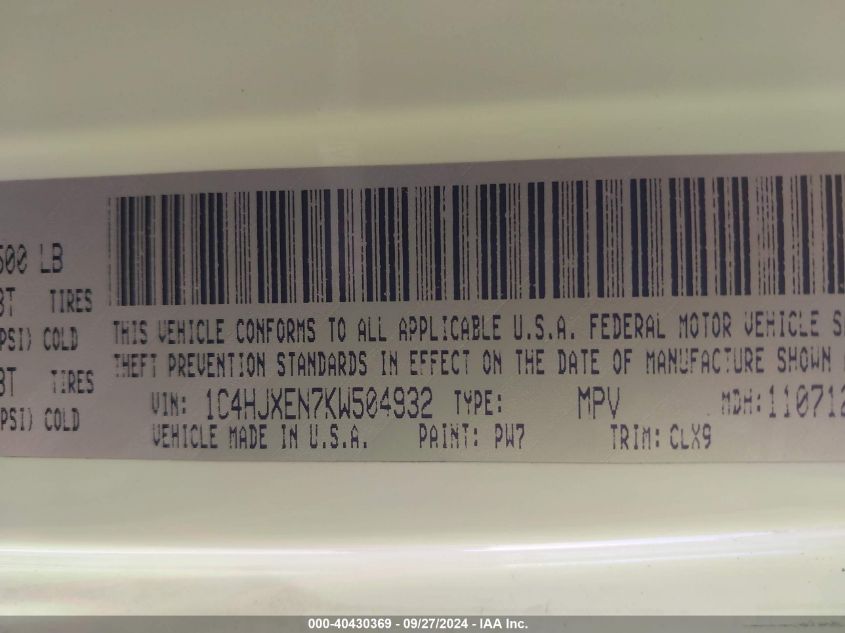 500 LB
BT TIRES
PSI) COLD
BT TIRES
PSI) COLD
THIS VEHICLE CONFORMS TO ALL APPLICABLE U.S.A. FEDERAL MOTOR VEHICLE S
THEFT PREVENTION STANDARDS IN EFFECT ON THE DATE OF MANUFACTURE SHOWN
VIN: 1C4HJXEN7KW504932 TYPE: MPV MDH: 110712
VEHICLE MADE IN U.S.A. PAINT: PW7 TRIM: CLX9
000-40430369 - 09/27/2024 - IAA Inc.